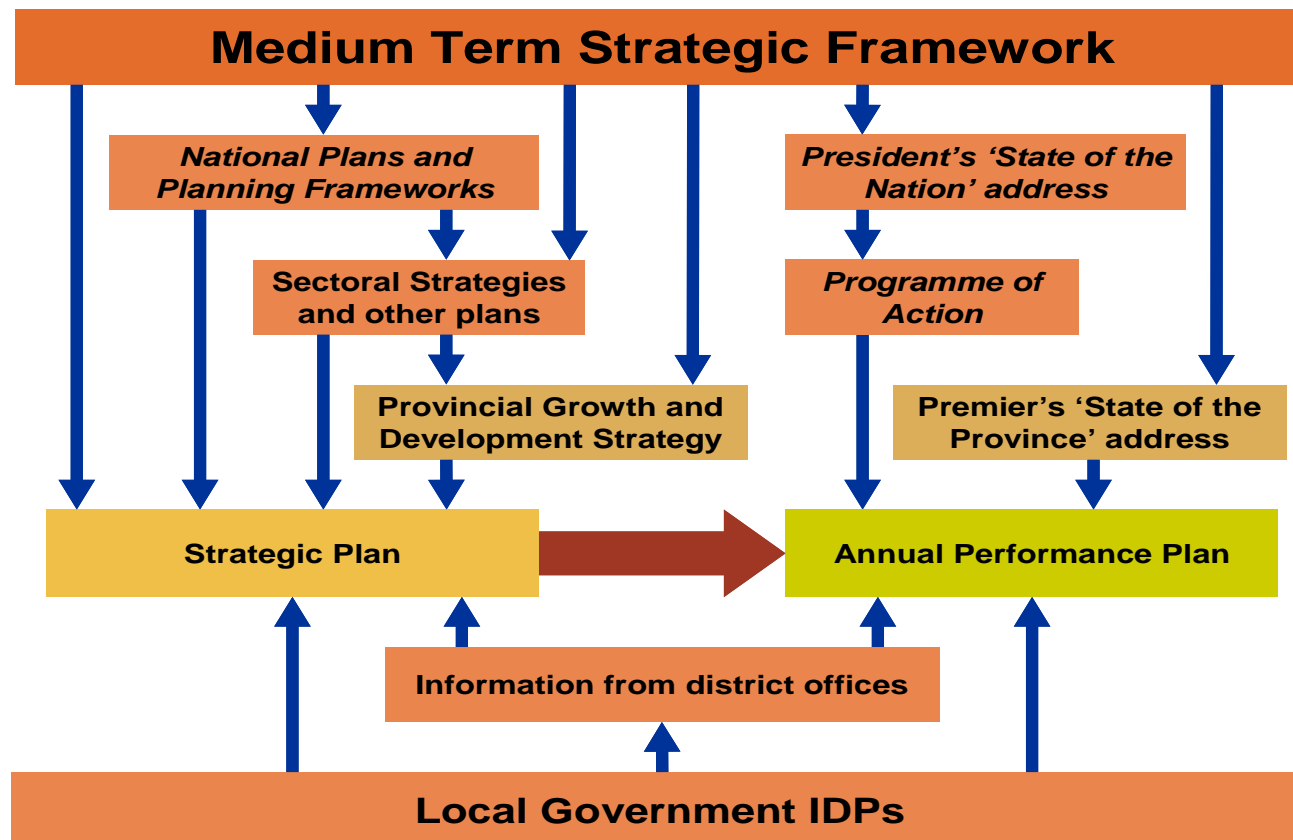 Medium Term Strategic Framework
National Plans and
Planning Frameworks
President’s ‘State of the
Nation’ address
Sectoral Strategies
and other plans
Programme of
Action
Provincial Growth and
Development Strategy
Premier’s ‘State of the
Province’ address
Strategic Plan
Annual Performance Plan
Information from district offices
Local Government IDPs